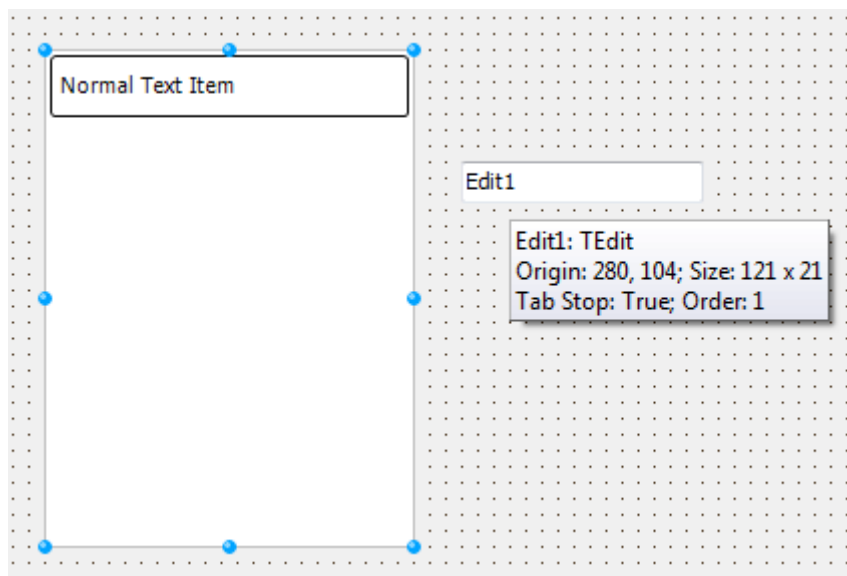 Normal Text Item
Edit1
Edit1: TEdit
Origin: 280, 104; Size: 121 x 21
Tab Stop: True; Order: 1